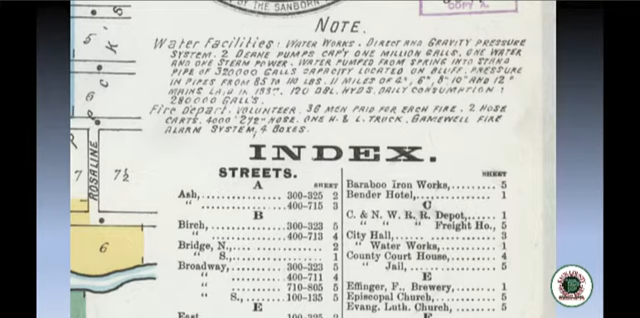 OF THE SANBORN
COPY 2
NOTE.
Water Facilities: WATER WORKS. DIRECT AND GRAVITY PRESSURE
SYSTEM. 2 DEANE PUMPS CAP'Y ONE MILLION GALLS. ONE WATER
AND ONE STEAM POWER. WATER PUMPED FROM SPRING INTO STAND
PIPE OF 320000 GALLS CAPACITY LOCATED ON BLUFF. PRESSURE
IN PIPES FROM 85 TO 110 LBS. 11 MILES OF 4", 6", 8" 10" AND 12"
MAINS LAID IN 120 DBL. HYDS. DAILY CONSUMPTION
280000 GALLS.
Fire Depart: VOLUNTEER. 36 MEN PAID FOR EACH FIRE. 2 HOSE
CARTS. 4000' 2½" HOSE. ONE H. & L. TRUCK, GAMEWELL FIRE
ALARM SYSTEM, 4 BOXES.
INDEX.
STREETS. SHEET
A
Ash, 300-325 2
" 400-715 3
B
Birch, 300-323 5
" 400-713 4
Bridge, N., 2
" S., 1
Broadway, 300-323 5
" 400-711 4
" 710-805 5
" S., 100-135 5
E
SHEET
Baraboo Iron Works, 5
Bender Hotel, 1
C
C. & N. W. R. R. Depot, 1
" " " Freight Ho., 5
City Hall, 3
" Water Works, 1
County Court House, 4
" Jail, 5
E
Effinger, F., Brewery, 1
Episcopal Church, 5
Evang. Luth. Church, 5
5
CK'S
6
ROSALINE
7
7½
6